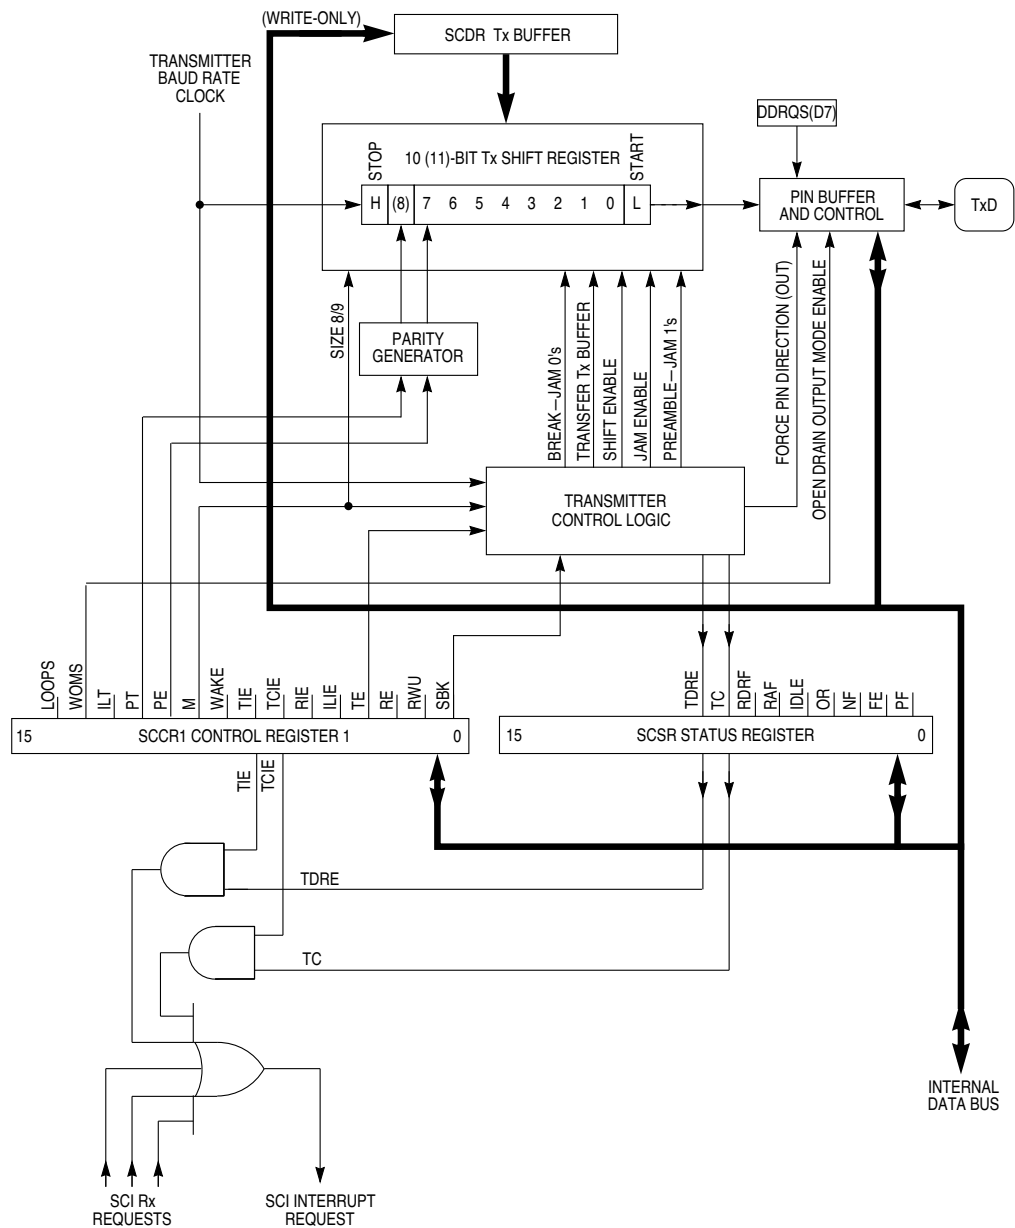 (WRITE-ONLY)
SCDR Tx BUFFER
TRANSMITTER
BAUD RATE
CLOCK
DDRQS(D7)
STOP
10 (11)-BIT Tx SHIFT REGISTER
START
H (8) 7 6 5 4 3 2 1 0 L
PIN BUFFER
AND CONTROL
TxD
SIZE 8/9
PARITY
GENERATOR
BREAK—JAM 0's
TRANSFER Tx BUFFER
SHIFT ENABLE
JAM ENABLE
PREAMBLE—JAM 1's
FORCE PIN DIRECTION (OUT)
OPEN DRAIN OUTPUT MODE ENABLE
TRANSMITTER
CONTROL LOGIC
LOOPS
WOMS
ILT
PT
PE
M
WAKE
TIE
TCIE
RIE
ILIE
TE
RE
RWU
SBK
TDRE
TC
RDRF
RAF
IDLE
OR
NF
FE
PF
15 SCCR1 CONTROL REGISTER 1 0
15 SCSR STATUS REGISTER 0
TIE
TCIE
TDRE
TC
INTERNAL
DATA BUS
SCI Rx
REQUESTS
SCI INTERRUPT
REQUEST